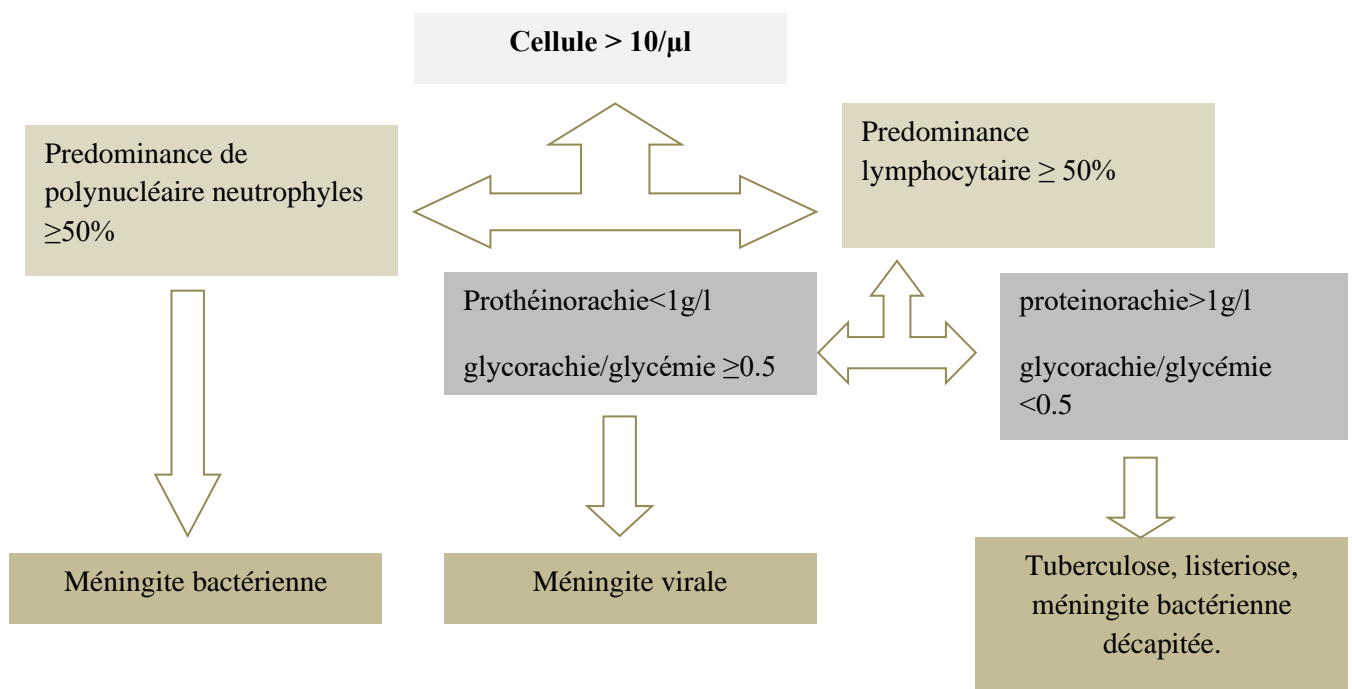 Cellule > 10/µl
Predominance de
polynucléaire neutrophyles
≥50%
Predominance
lymphocytaire ≥ 50%
Prothéinorachie<1g/l
glycorachie/glycémie ≥0.5
proteinorachie>1g/l
glycorachie/glycémie
<0.5
Méningite bactérienne
Méningite virale
Tuberculose, listeriose,
méningite bactérienne
décapitée.